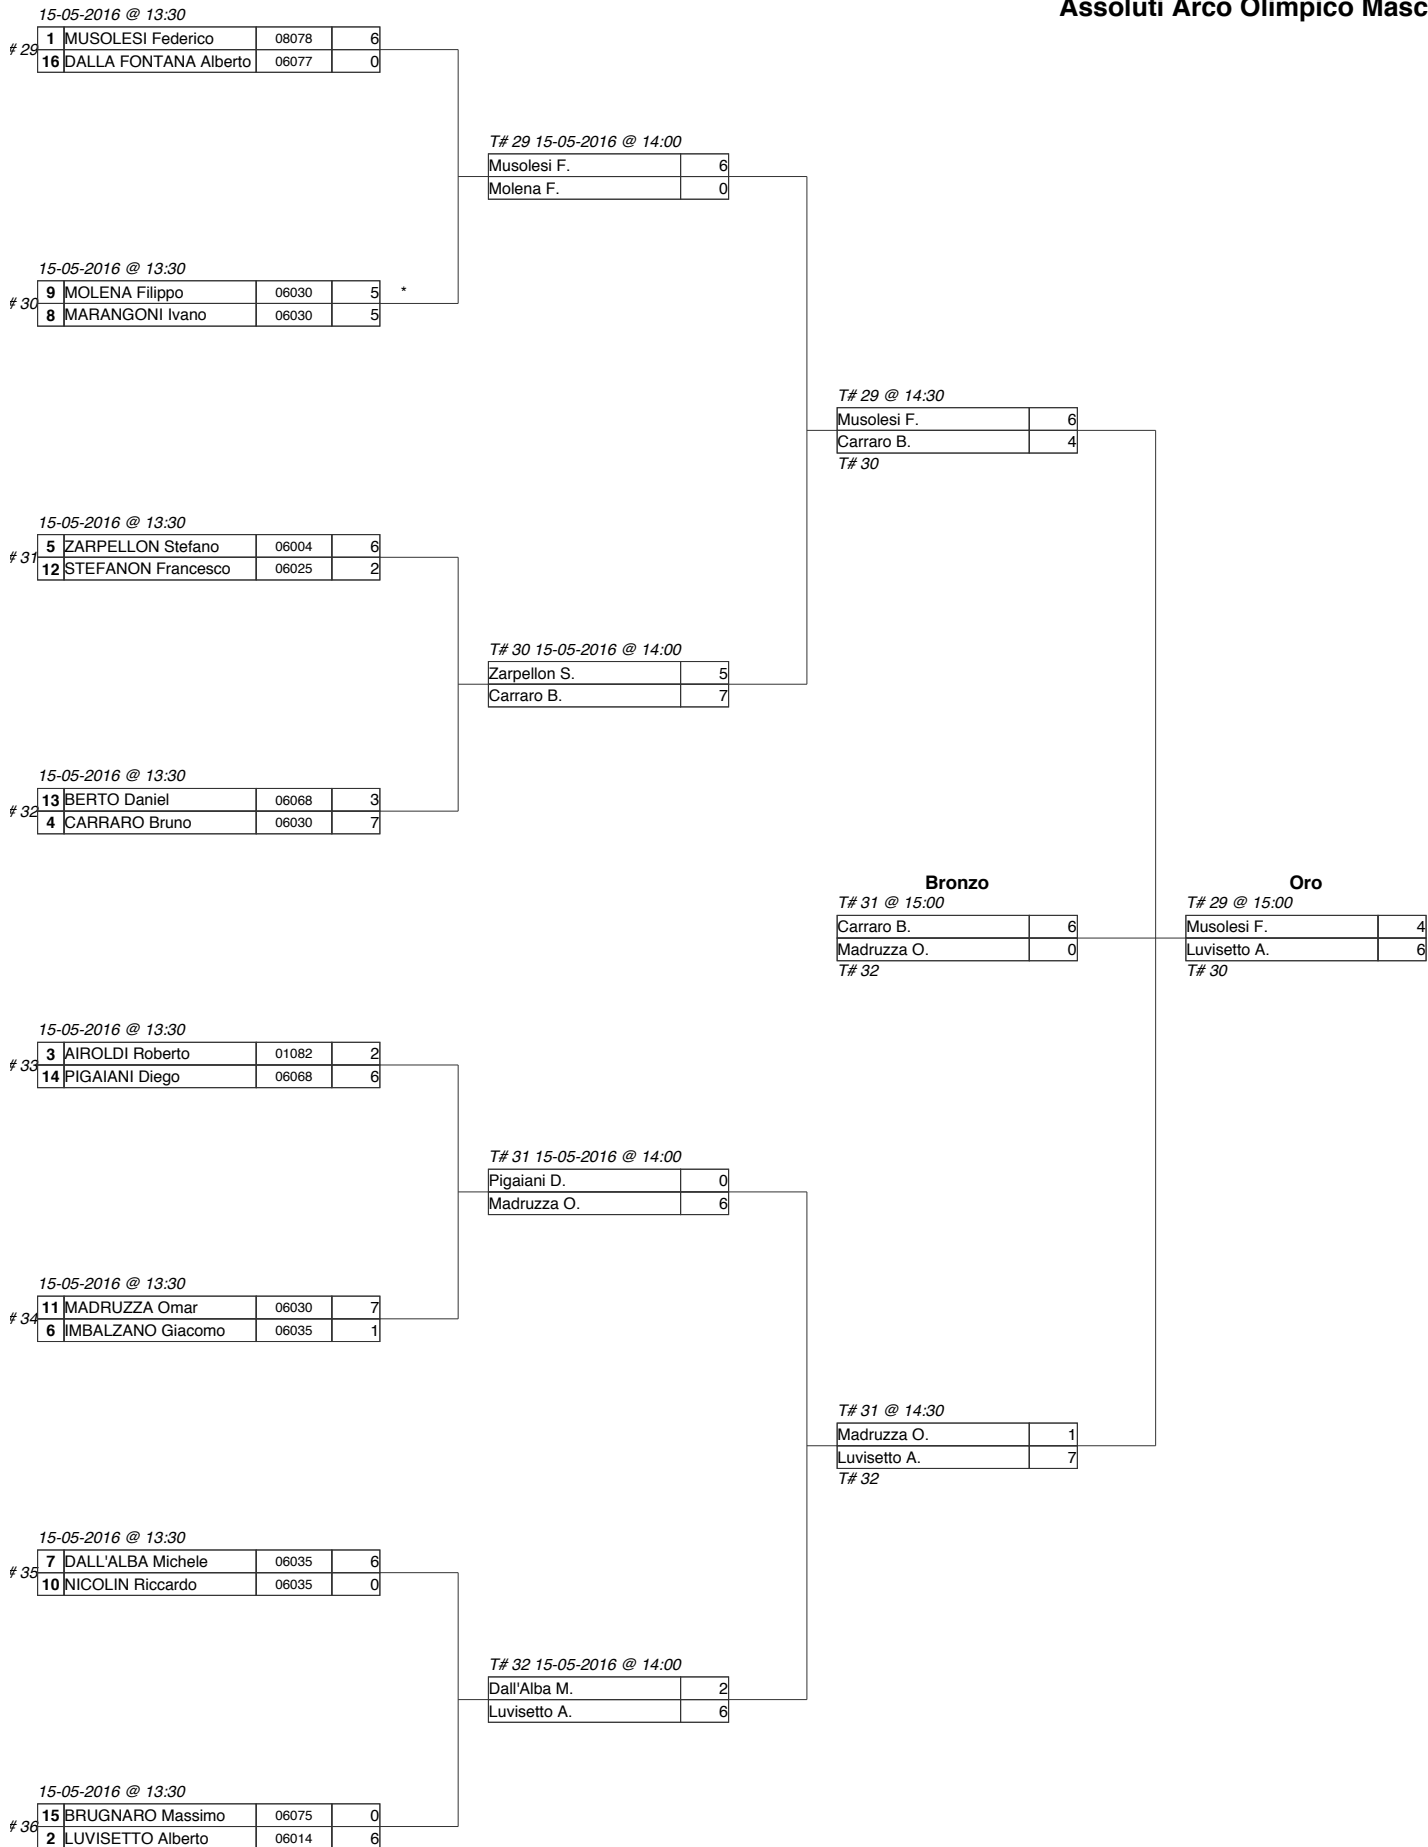 Assoluti Arco Olimpico Masc
15-05-2016 @ 13:30
# 29
1 MUSOLESI Federico 08078 6
16 DALLA FONTANA Alberto 06077 0
T# 29 15-05-2016 @ 14:00
Musolesi F. 6
Molena F. 0
15-05-2016 @ 13:30
# 30
9 MOLENA Filippo 06030 5 *
8 MARANGONI Ivano 06030 5
T# 29 @ 14:30
Musolesi F. 6
Carraro B. 4
T# 30
15-05-2016 @ 13:30
# 31
5 ZARPELLON Stefano 06004 6
12 STEFANON Francesco 06025 2
T# 30 15-05-2016 @ 14:00
Zarpellon S. 5
Carraro B. 7
15-05-2016 @ 13:30
# 32
13 BERTO Daniel 06068 3
4 CARRARO Bruno 06030 7
Bronzo
T# 31 @ 15:00
Carraro B. 6
Madruzza O. 0
T# 32
Oro
T# 29 @ 15:00
Musolesi F. 4
Luvisetto A. 6
T# 30
15-05-2016 @ 13:30
# 33
3 AIROLDI Roberto 01082 2
14 PIGAIANI Diego 06068 6
T# 31 15-05-2016 @ 14:00
Pigaiani D. 0
Madruzza O. 6
15-05-2016 @ 13:30
# 34
11 MADRUZZA Omar 06030 7
6 IMBALZANO Giacomo 06035 1
T# 31 @ 14:30
Madruzza O. 1
Luvisetto A. 7
T# 32
15-05-2016 @ 13:30
# 35
7 DALL'ALBA Michele 06035 6
10 NICOLIN Riccardo 06035 0
T# 32 15-05-2016 @ 14:00
Dall'Alba M. 2
Luvisetto A. 6
15-05-2016 @ 13:30
# 36
15 BRUGNARO Massimo 06075 0
2 LUVISETTO Alberto 06014 6